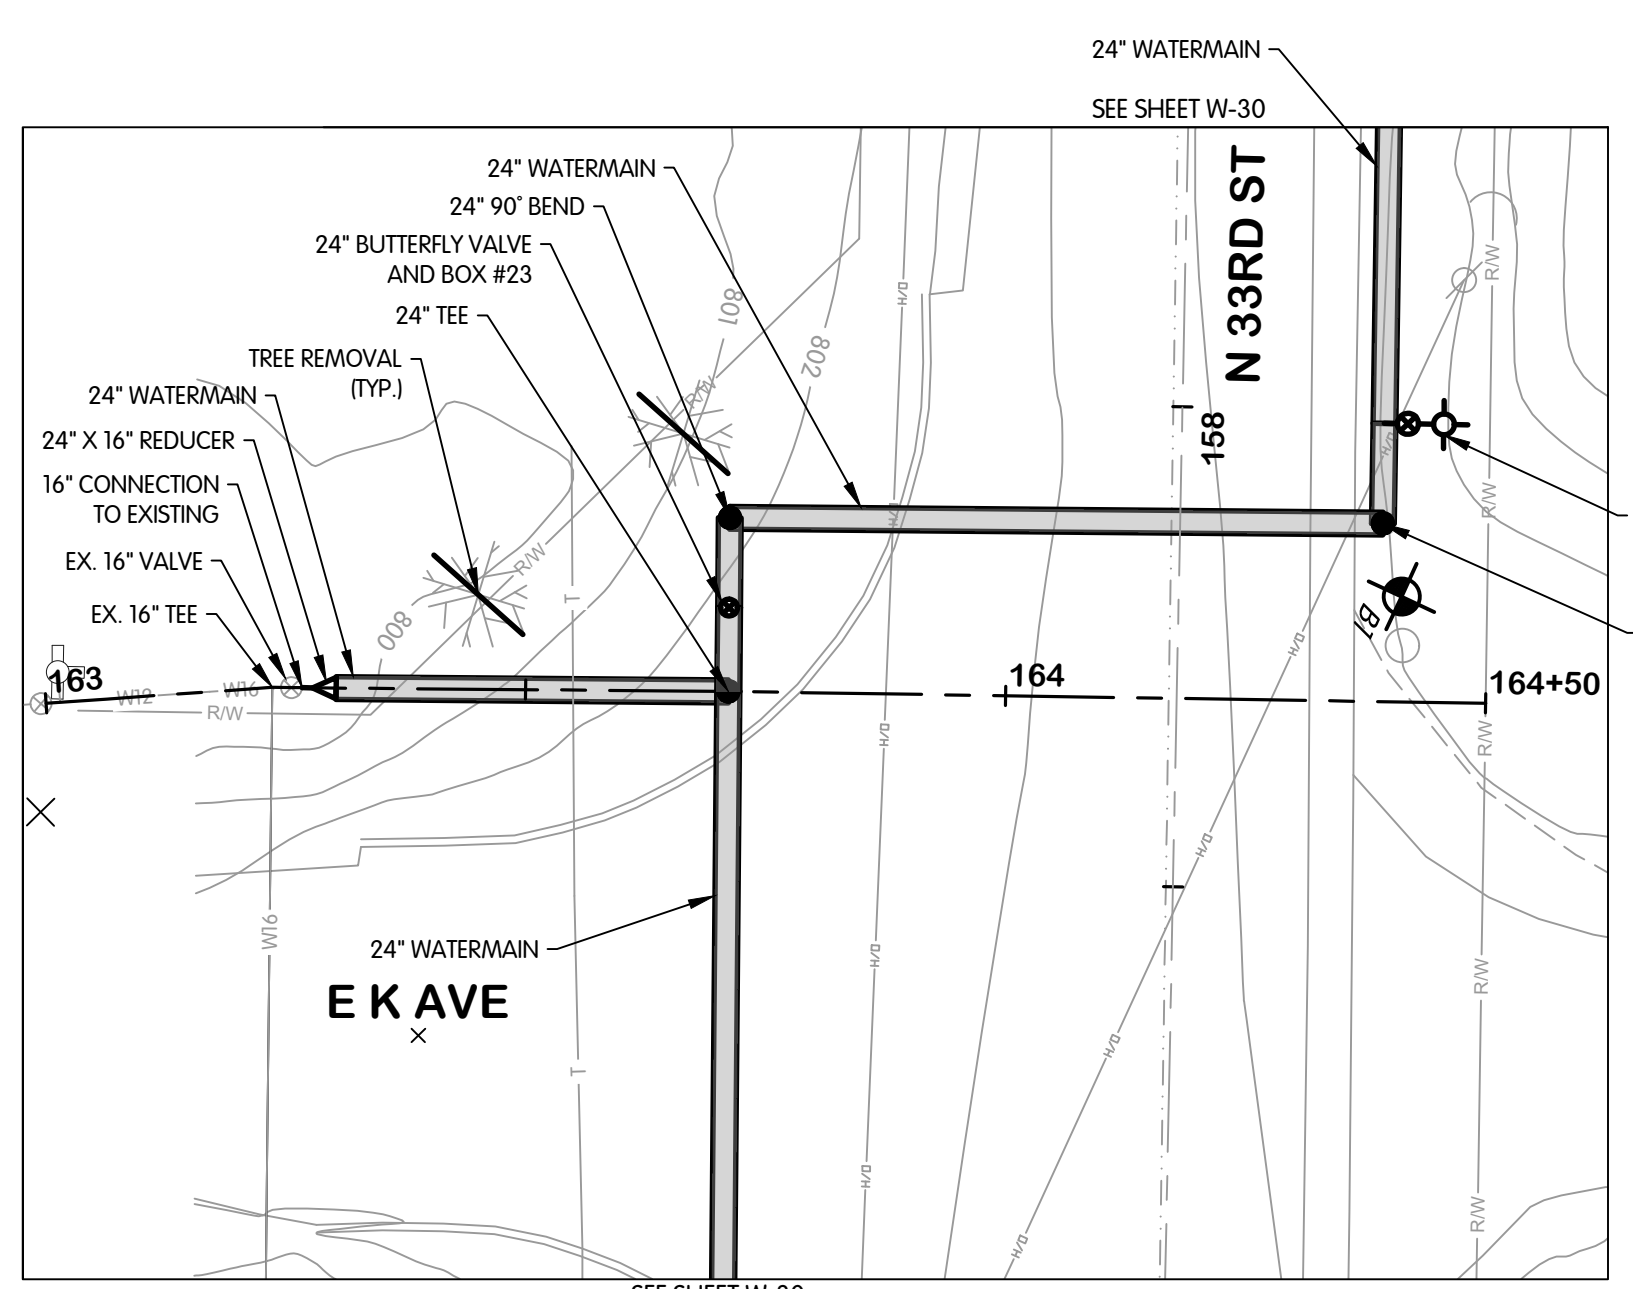 24" WATERMAIN
SEE SHEET W-30
24" WATERMAIN
24" 90° BEND
24" BUTTERFLY VALVE
AND BOX #23
24" TEE
TREE REMOVAL
(TYP.)
24" WATERMAIN
24" X 16" REDUCER
16" CONNECTION
TO EXISTING
EX. 16" VALVE
EX. 16" TEE
N 33RD ST
158
801
802
800
R/W
R/W
R/W
R/W
R/W
R/W
R/W
R/W
163
W12
W16
164
164+50
B1
T
T
W16
O/H
O/H
O/H
O/H
O/H
O/H
O/H
O/H
O/H
O/H
O/H
24" WATERMAIN
E K AVE